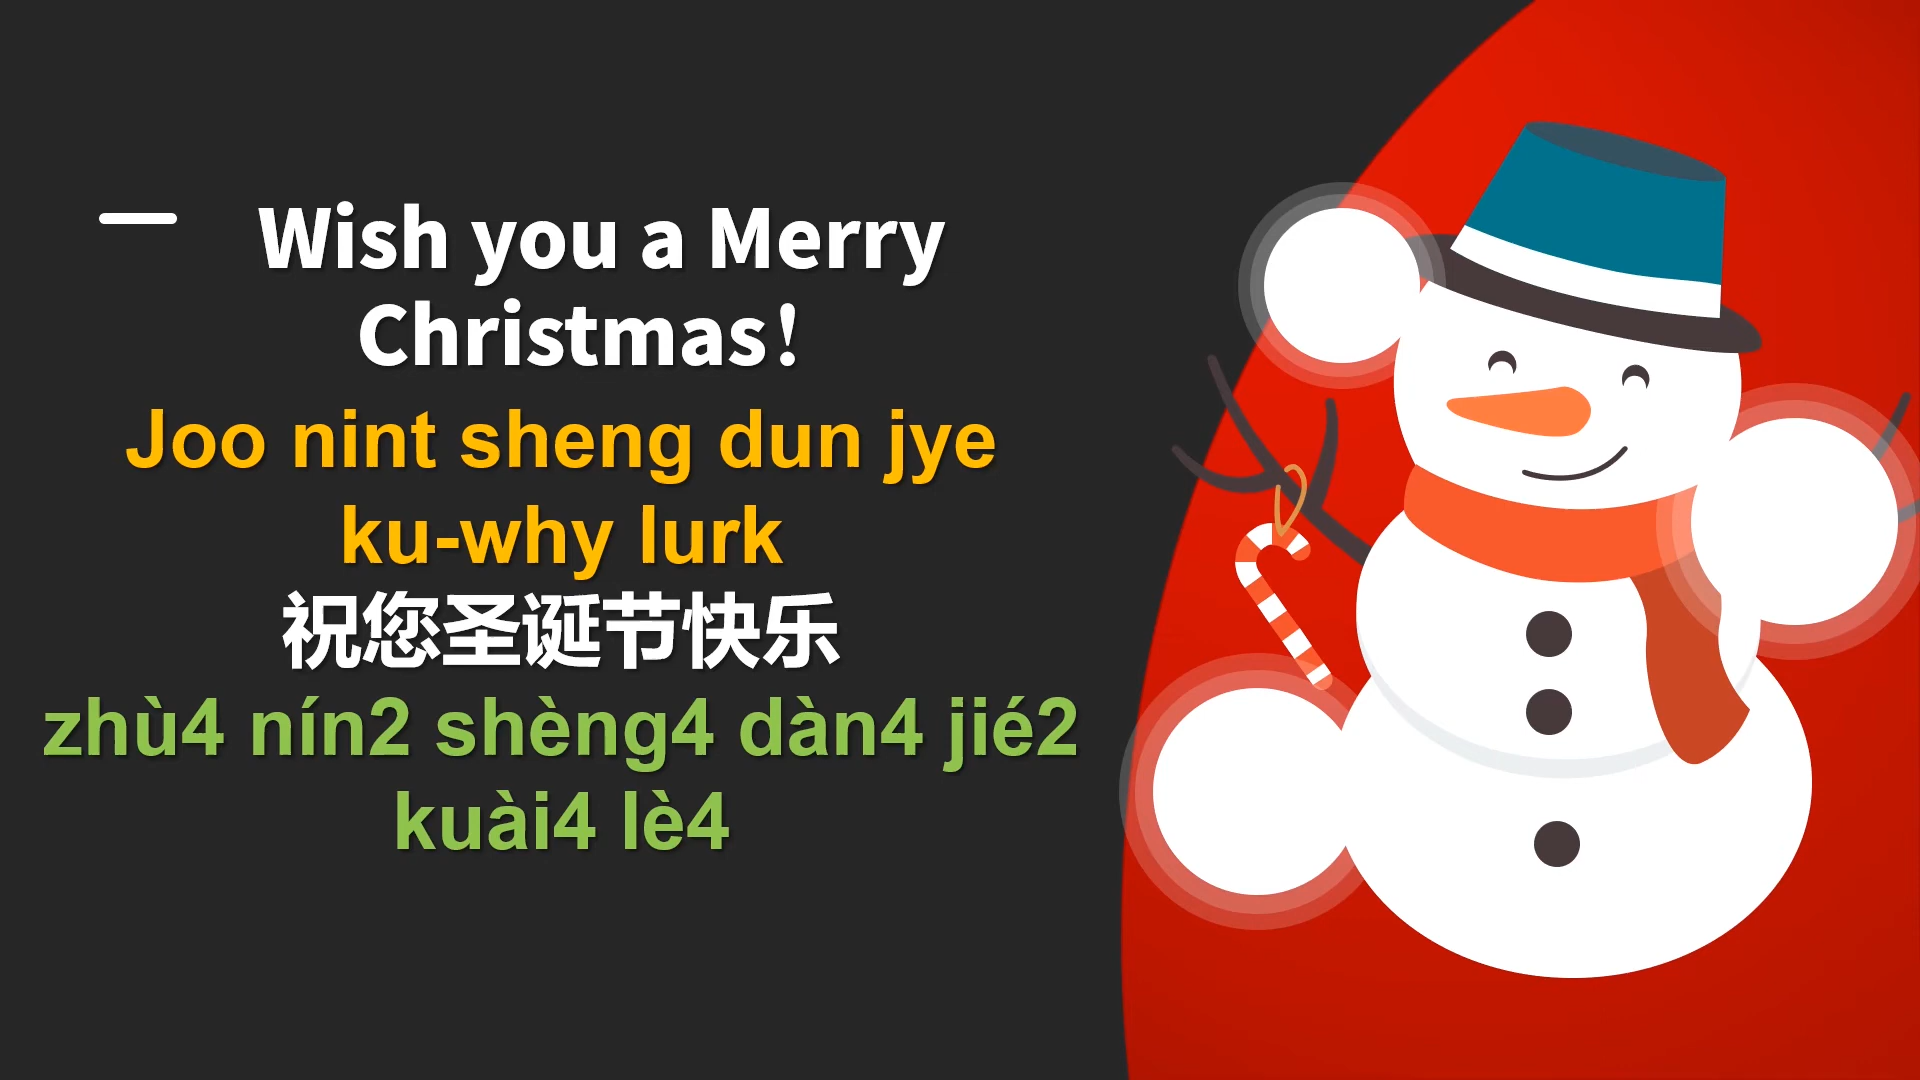 Wish you a Merry
Christmas！
Joo nint sheng dun jye
ku-why lurk
祝您圣诞节快乐
zhù4 nín2 shèng4 dàn4 jié2
kuài4 lè4